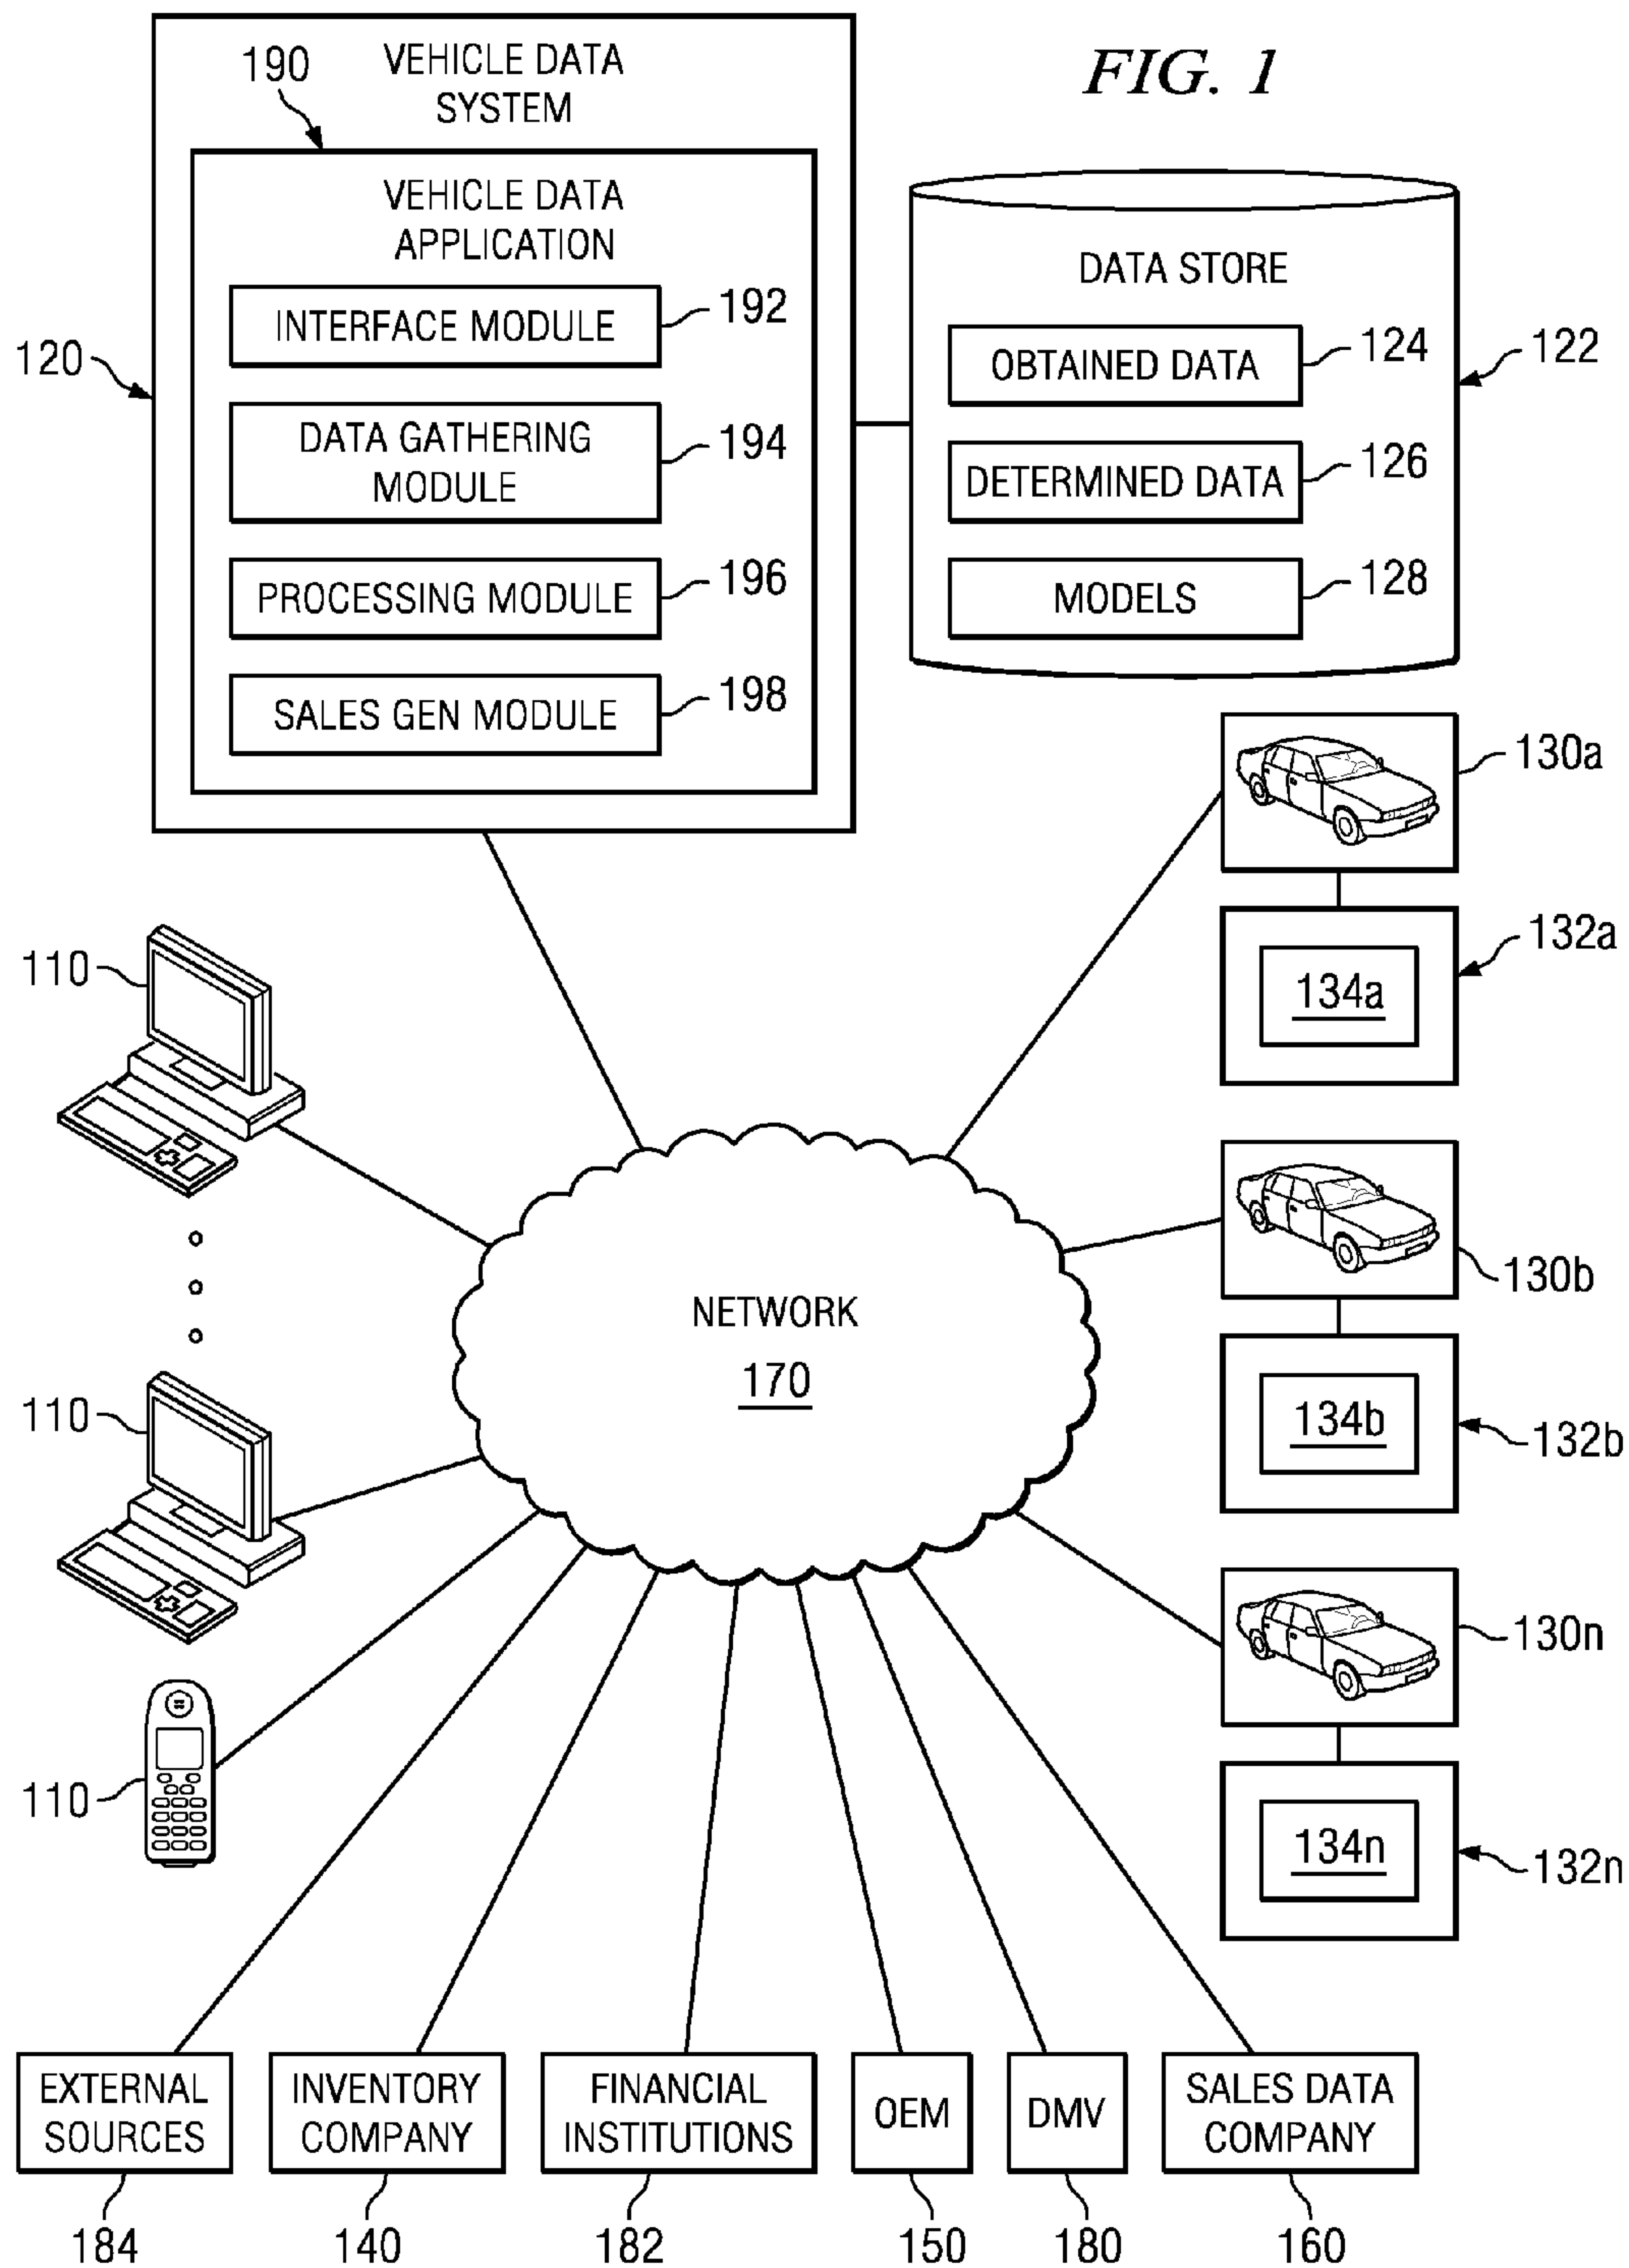 FIG. 1
190
VEHICLE DATA
SYSTEM
VEHICLE DATA
APPLICATION
INTERFACE MODULE
192
DATA GATHERING
MODULE
194
PROCESSING MODULE
196
SALES GEN MODULE
198
120
DATA STORE
OBTAINED DATA
124
DETERMINED DATA
126
MODELS
128
122
130a
132a
134a
110
130b
134b
132b
NETWORK
170
110
130n
134n
132n
110
EXTERNAL
SOURCES
INVENTORY
COMPANY
FINANCIAL
INSTITUTIONS
OEM
DMV
SALES DATA
COMPANY
184
140
182
150
180
160